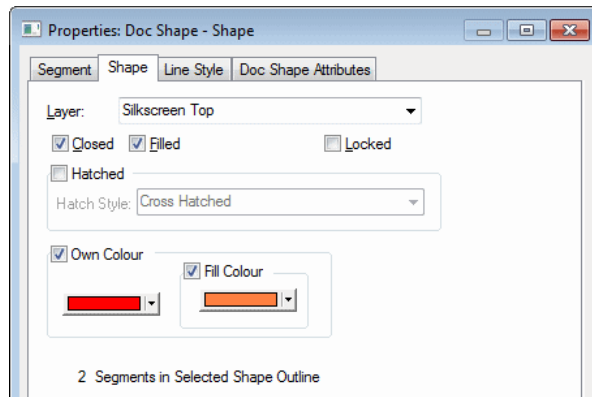 Properties: Doc Shape - Shape
Segment Shape Line Style Doc Shape Attributes
Layer: Silkscreen Top
Closed Filled Locked
Hatched
Hatch Style: Cross Hatched
Own Colour
Fill Colour
2 Segments in Selected Shape Outline